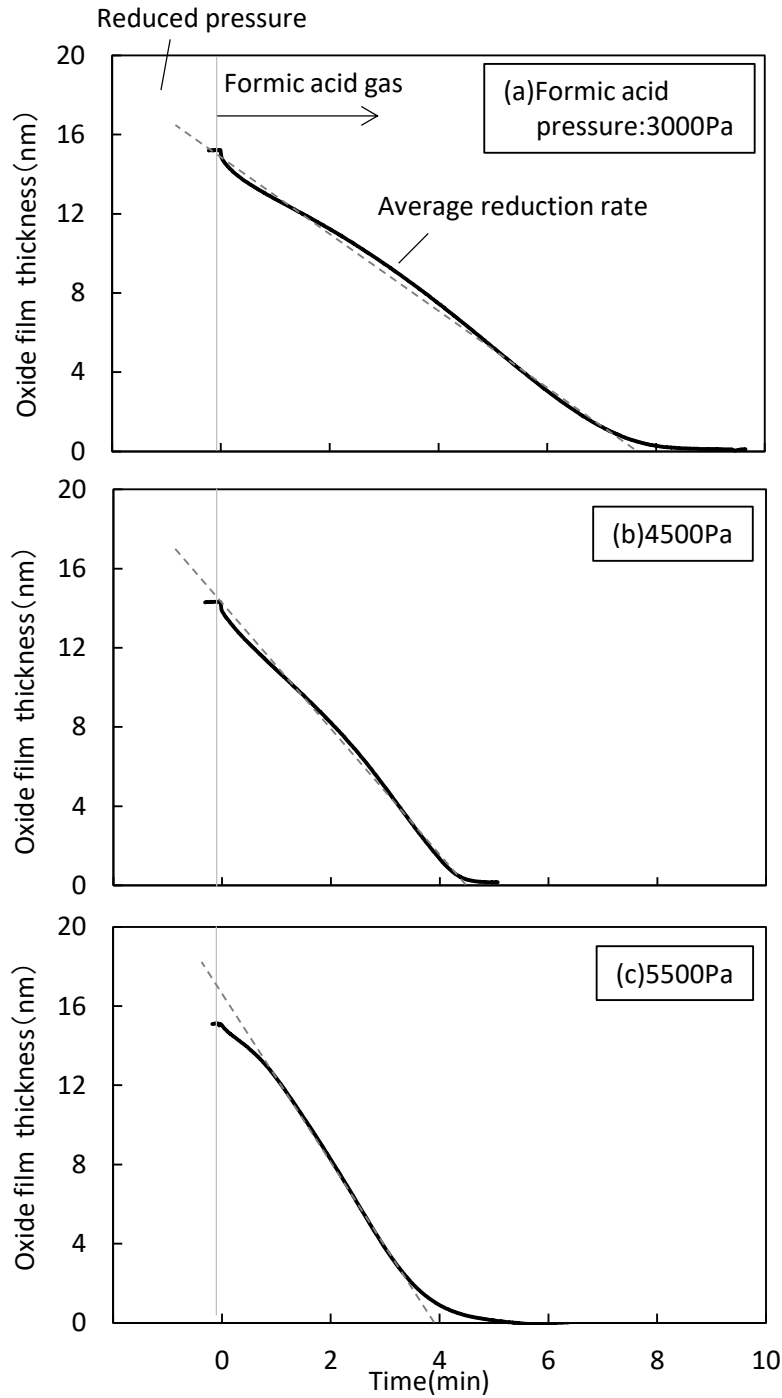 Reduced pressure
20
16
12
8
4
0
Oxide film thickness(nm)
Formic acid gas
(a)Formic acid
pressure:3000Pa
Average reduction rate
20
16
12
8
4
0
Oxide film thickness(nm)
(b)4500Pa
20
16
12
8
4
0
Oxide film thickness(nm)
(c)5500Pa
0 2 4 6 8 10
Time(min)